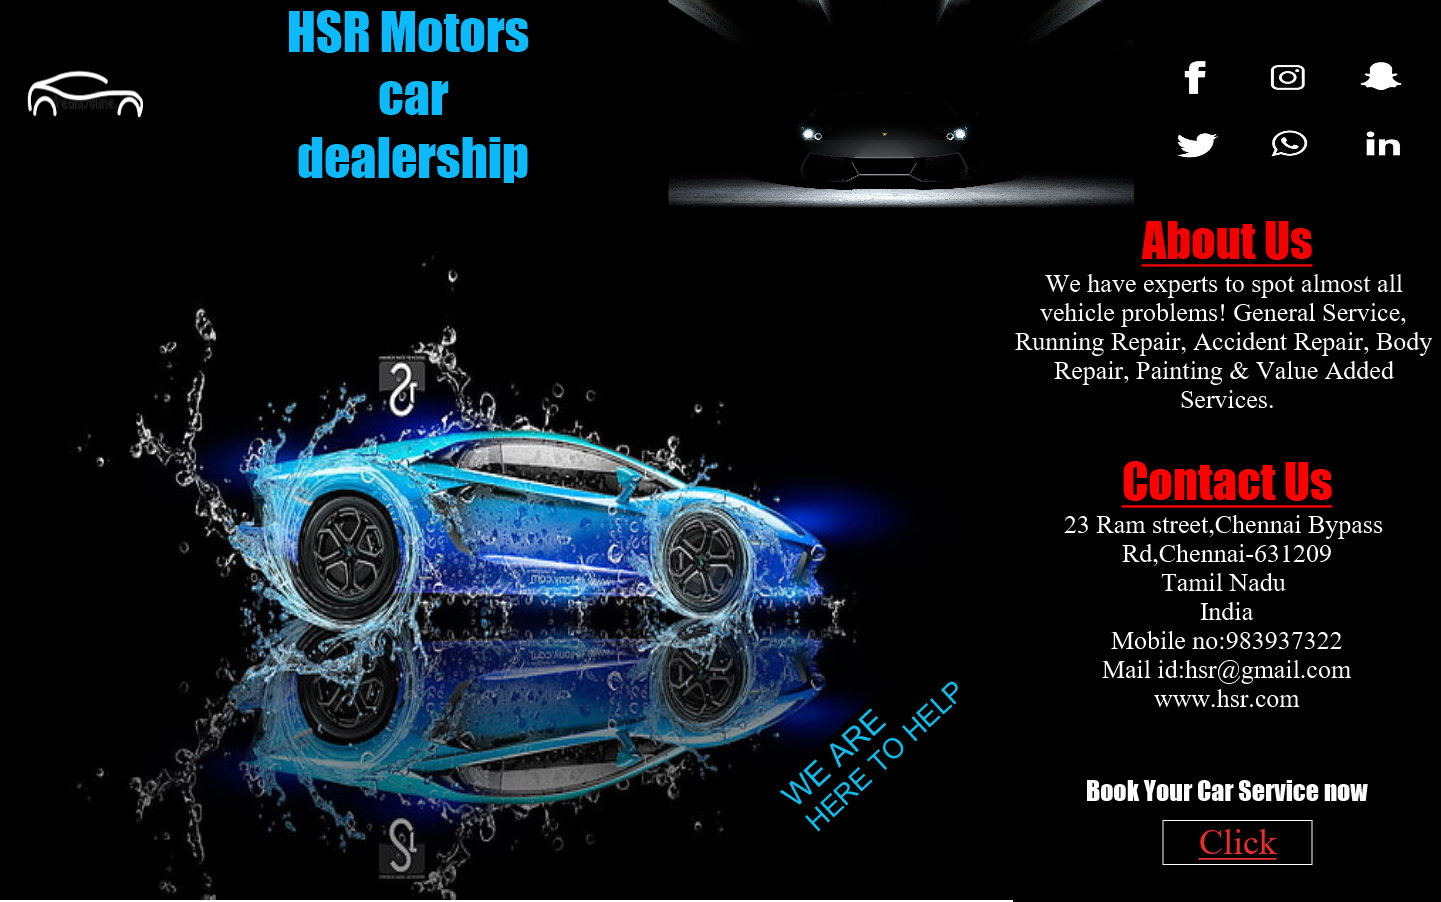 HSR Motors
car
dealership
About Us
We have experts to spot almost all
vehicle problems! General Service,
Running Repair, Accident Repair, Body
Repair, Painting & Value Added
Services.
Contact Us
23 Ram street,Chennai Bypass
Rd,Chennai-631209
Tamil Nadu
India
Mobile no:983937322
Mail id:hsr@gmail.com
www.hsr.com
WE ARE
HERE TO HELP
Book Your Car Service now
Click